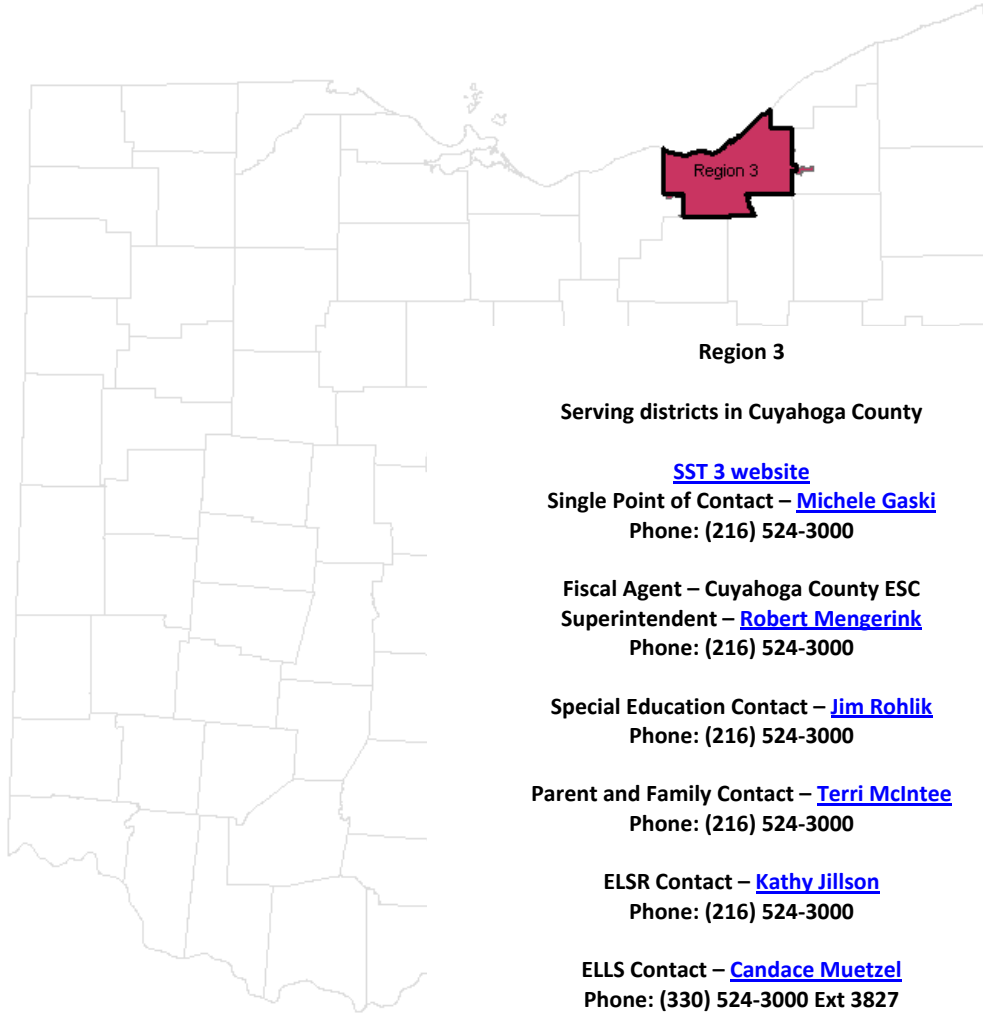 Region 3
Region 3
Serving districts in Cuyahoga County
SST 3 website
Single Point of Contact – Michele Gaski
Phone: (216) 524-3000
Fiscal Agent – Cuyahoga County ESC
Superintendent – Robert Mengerink
Phone: (216) 524-3000
Special Education Contact – Jim Rohlik
Phone: (216) 524-3000
Parent and Family Contact – Terri McIntee
Phone: (216) 524-3000
ELSR Contact – Kathy Jillson
Phone: (216) 524-3000
ELLS Contact – Candace Muetzel
Phone: (330) 524-3000 Ext 3827